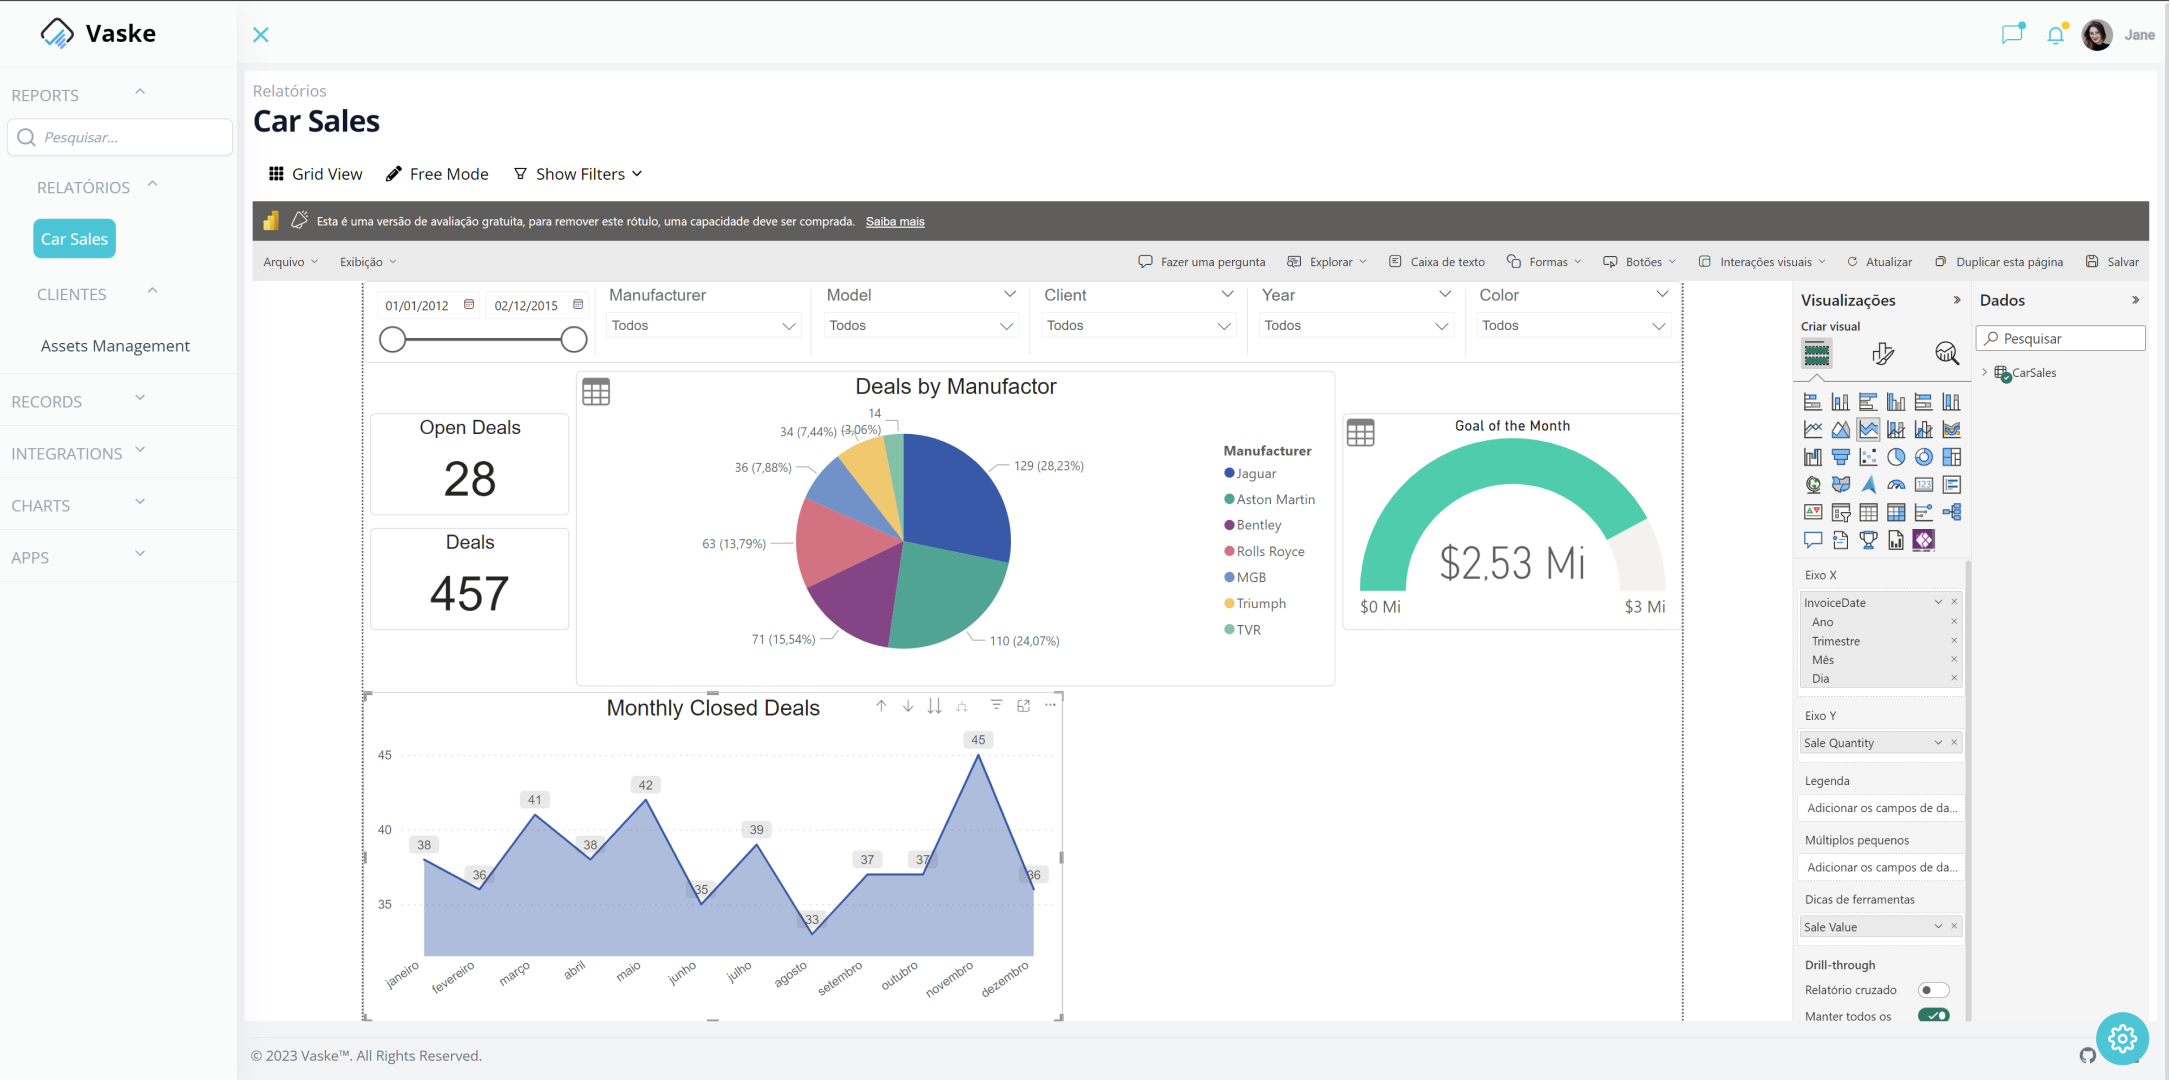 Vaske
Jane
REPORTS
Pesquisar...
RELATÓRIOS
Car Sales
CLIENTES
Assets Management
RECORDS
INTEGRATIONS
CHARTS
APPS
Relatórios
Car Sales
Grid View Free Mode Show Filters
Esta é uma versão de avaliação gratuita, para remover este rótulo, uma capacidade deve ser comprada. Saiba mais
Arquivo Exibição Fazer uma pergunta Explorar Caixa de texto Formas Botões Interações visuais Atualizar Duplicar esta página Salvar
01/01/2012 02/12/2015
Manufacturer
Todos
Model
Todos
Client
Todos
Year
Todos
Color
Todos
Open Deals
28
Deals
457
Deals by Manufactor
14
(3,06%)
34 (7,44%)
36 (7,88%)
63 (13,79%)
71 (15,54%)
129 (28,23%)
110 (24,07%)
Manufacturer
Jaguar
Aston Martin
Bentley
Rolls Royce
MGB
Triumph
TVR
Goal of the Month
$2,53 Mi
$0 Mi $3 Mi
Monthly Closed Deals
45
40
35
38
36
41
38
42
35
39
33
37
37
45
36
janeiro
fevereiro
março
abril
maio
junho
julho
agosto
setembro
outubro
novembro
dezembro
Visualizações
Criar visual
123
Eixo X
InvoiceDate
Ano
Trimestre
Mês
Dia
Eixo Y
Sale Quantity
Legenda
Adicionar os campos de da...
Múltiplos pequenos
Adicionar os campos de da...
Dicas de ferramentas
Sale Value
Drill-through
Relatório cruzado
Manter todos os
Dados
Pesquisar
CarSales
© 2023 Vaske™. All Rights Reserved.